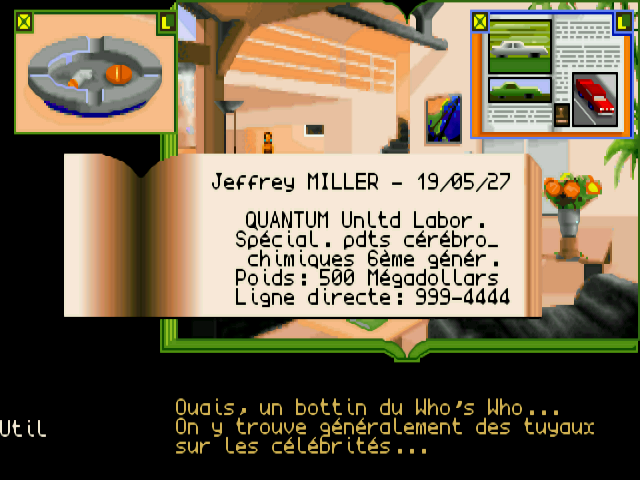 L
L
Jeffrey MILLER - 19/05/27
QUANTUM Unltd Labor.
Spécial. pdts cérébro_
chimiques 6ème génér.
Poids: 500 Mégadollars
Ligne directe: 999-4444
Util
Ouais, un bottin du Who's Who...
On y trouve généralement des tuyaux
sur les célébrités...